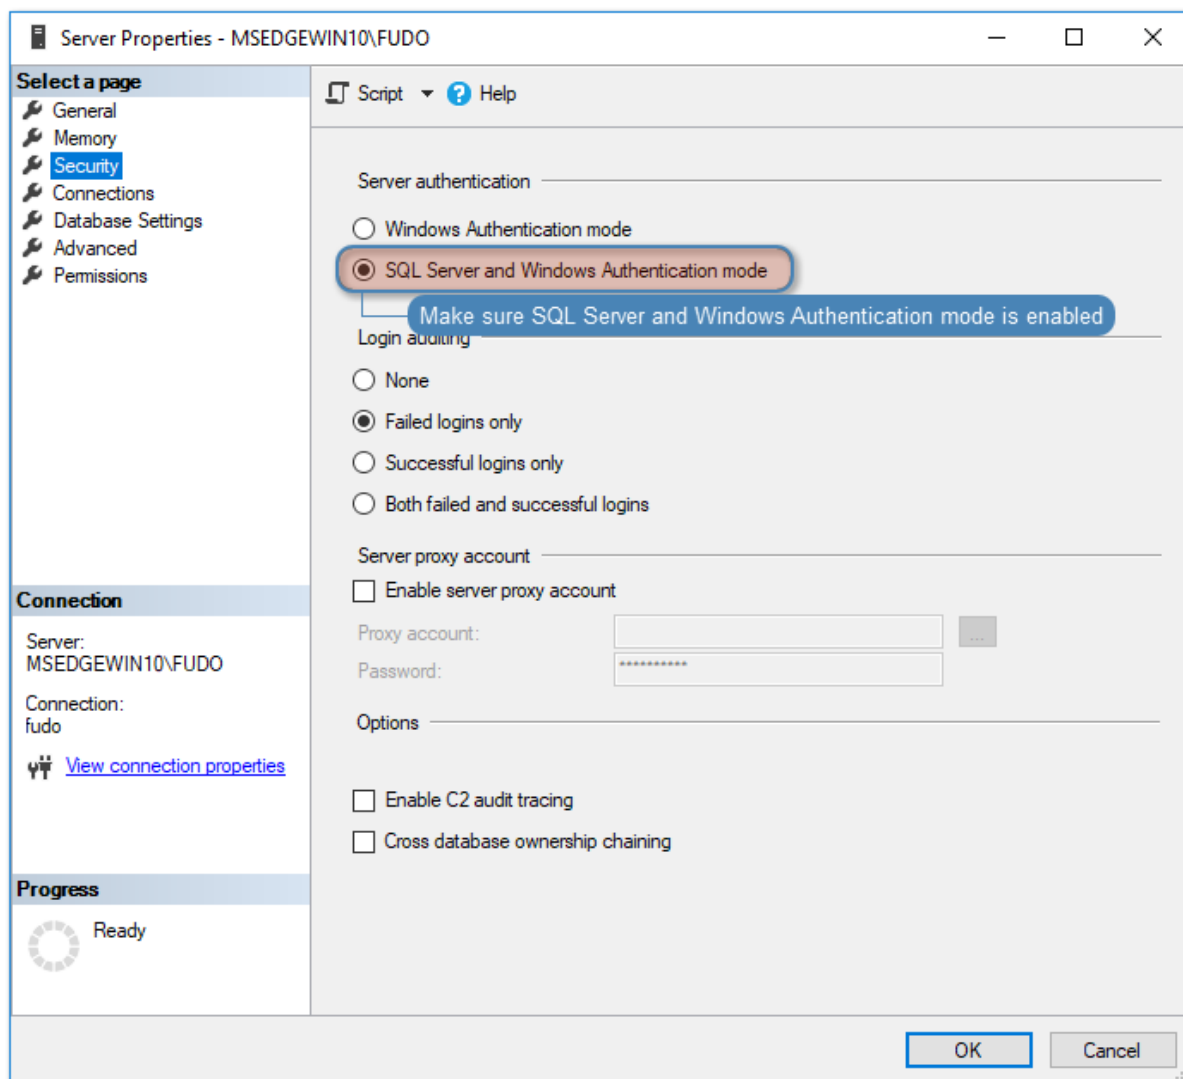 Server Properties - MSEDGEWIN10\FUDO
Select a page
General
Memory
Security
Connections
Database Settings
Advanced
Permissions
Script
Help
Server authentication
Windows Authentication mode
SQL Server and Windows Authentication mode
Make sure SQL Server and Windows Authentication mode is enabled
Login auditing
None
Failed logins only
Successful logins only
Both failed and successful logins
Server proxy account
Enable server proxy account
Proxy account:
...
Password:
**********
Options
Enable C2 audit tracing
Cross database ownership chaining
Connection
Server:
MSEDGEWIN10\FUDO
Connection:
fudo
View connection properties
Progress
Ready
OK
Cancel